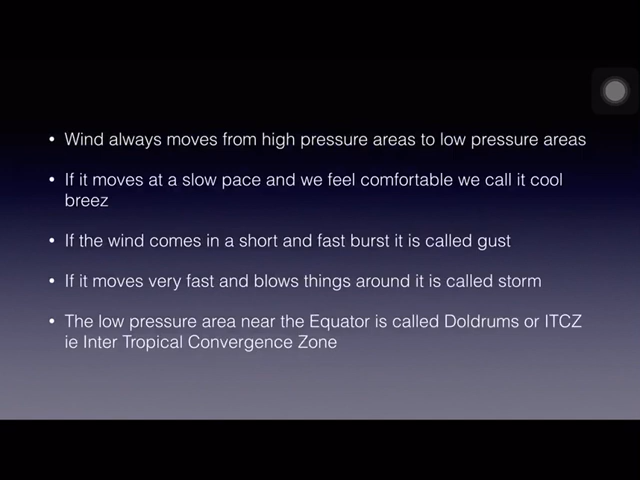 • Wind always moves from high pressure areas to low pressure areas
• If it moves at a slow pace and we feel comfortable we call it cool
breez
• If the wind comes in a short and fast burst it is called gust
• If it moves very fast and blows things around it is called storm
• The low pressure area near the Equator is called Doldrums or ITCZ
ie Inter Tropical Convergence Zone